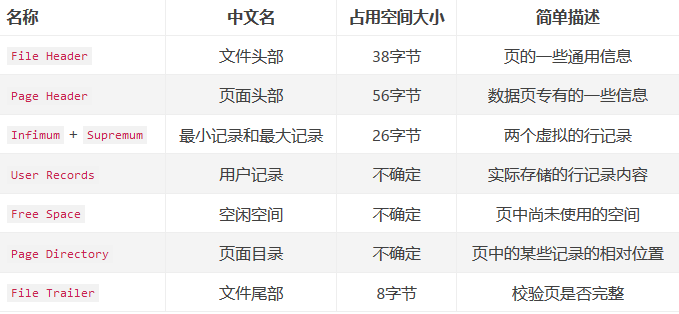 名称 中文名 占用空间大小 简单描述
File Header 文件头部 38字节 页的一些通用信息
Page Header 页面头部 56字节 数据页专有的一些信息
Infimum + Supremum 最小记录和最大记录 26字节 两个虚拟的行记录
User Records 用户记录 不确定 实际存储的行记录内容
Free Space 空闲空间 不确定 页中尚未使用的空间
Page Directory 页面目录 不确定 页中的某些记录的相对位置
File Trailer 文件尾部 8字节 校验页是否完整